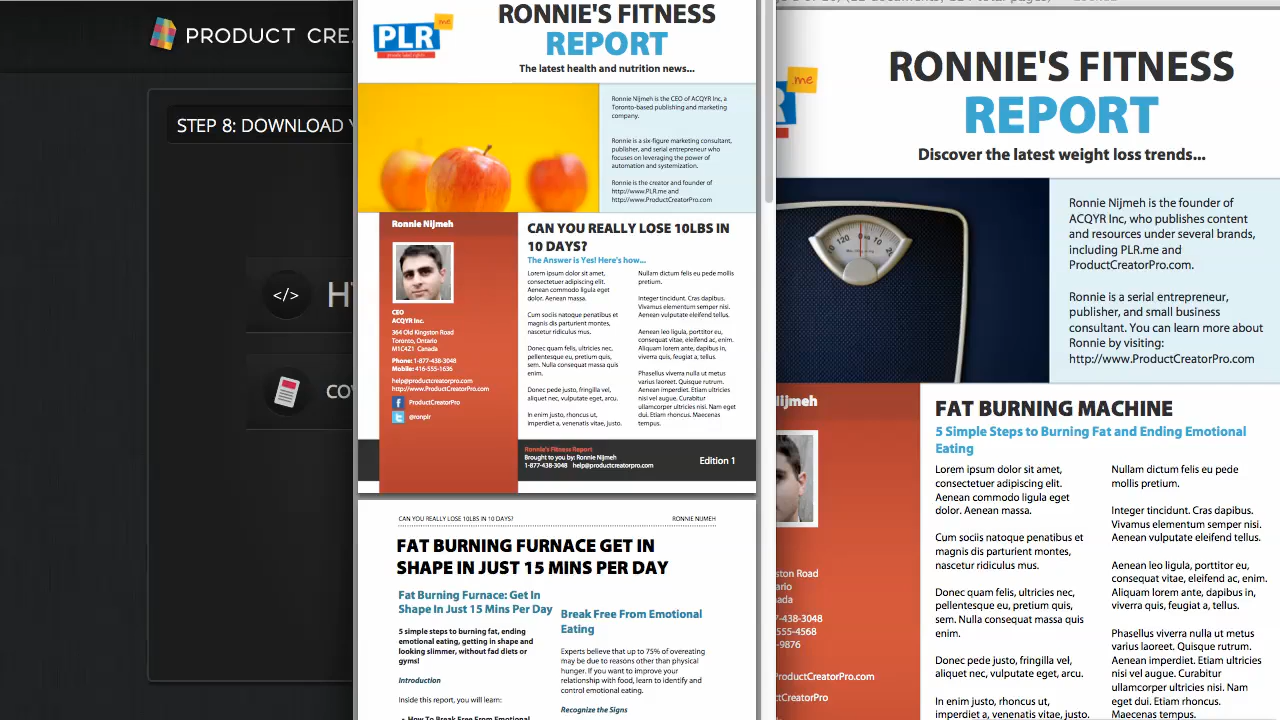 PRODUCT CREA
STEP 8: DOWNLOAD Y
</>
H
CO
PLR
me
private label rights
RONNIE'S FITNESS
REPORT
The latest health and nutrition news...
Ronnie Nijmeh is the CEO of ACQYR Inc, a
Toronto-based publishing and marketing
company.
Ronnie is a six-figure marketing consultant,
publisher, and serial entrepreneur who
focuses on leveraging the power of
automation and systemization.
Ronnie is the creator and founder of
http://www.PLR.me and
http://www.ProductCreatorPro.com
Ronnie Nijmeh
CEO
ACQYR Inc.
364 Old Kingston Road
Toronto, Ontario
M1C4Z1 Canada
Phone: 1-877-438-3048
Mobile: 416-555-1636
help@productcreatorpro.com
http://www.ProductCreatorPro.com
ProductCreatorPro
@ronplr
CAN YOU REALLY LOSE 10LBS IN
10 DAYS?
The Answer is Yes! Here's how...
Lorem ipsum dolor sit amet,
consectetuer adipiscing elit.
Aenean commodo ligula eget
dolor. Aenean massa.
Cum sociis natoque penatibus et
magnis dis parturient montes,
nascetur ridiculus mus.
Donec quam felis, ultricies nec,
pellentesque eu, pretium quis,
sem. Nulla consequat massa quis
enim.
Donec pede justo, fringilla vel,
aliquet nec, vulputate eget, arcu.
In enim justo, rhoncus ut,
imperdiet a, venenatis vitae, justo.
Nullam dictum felis eu pede mollis
pretium.
Integer tincidunt. Cras dapibus.
Vivamus elementum semper nisi.
Aenean vulputate eleifend tellus.
Aenean leo ligula, porttitor eu,
consequat vitae, eleifend ac, enim.
Aliquam lorem ante, dapibus in,
viverra quis, feugiat a, tellus.
Phasellus viverra nulla ut metus
varius laoreet. Quisque rutrum.
Aenean imperdiet. Etiam ultricies
nisi vel augue. Curabitur
ullamcorper ultricies nisi. Nam eget
dui. Etiam rhoncus. Maecenas
tempus.
Ronnie's Fitness Report
Brought to you by: Ronnie Nijmeh
1-877-438-3048 help@productcreatorpro.com
Edition 1
CAN YOU REALLY LOSE 10LBS IN 10 DAYS?
RONNIE NIJMEH
FAT BURNING FURNACE GET IN
SHAPE IN JUST 15 MINS PER DAY
Fat Burning Furnace: Get In
Shape In Just 15 Mins Per Day
5 simple steps to burning fat, ending
emotional eating, getting in shape and
looking slimmer, without fad diets or
gyms!
Introduction
Inside this report, you will learn:
• How To Break Free From Emotional
Break Free From Emotional
Eating
Experts believe that up to 75% of overeating
may be due to reasons other than physical
hunger. If you want to improve your
relationship with food, learn to identify and
control emotional eating.
Recognize the Signs
R
.me
RONNIE'S FITNESS
REPORT
Discover the latest weight loss trends...
Ronnie Nijmeh is the founder of
ACQYR Inc, who publishes content
and resources under several brands,
including PLR.me and
ProductCreatorPro.com.
Ronnie is a serial entrepreneur,
publisher, and small business
consultant. You can learn more about
Ronnie by visiting:
http://www.ProductCreatorPro.com
ijmeh
ston Road
ario
nada
7-438-3048
555-4568
-9876
roductCreatorPro.com
ctCreatorPro
FAT BURNING MACHINE
5 Simple Steps to Burning Fat and Ending Emotional
Eating
Lorem ipsum dolor sit amet,
consectetuer adipiscing elit.
Aenean commodo ligula eget
dolor. Aenean massa.
Cum sociis natoque penatibus et
magnis dis parturient montes,
nascetur ridiculus mus.
Donec quam felis, ultricies nec,
pellentesque eu, pretium quis,
sem. Nulla consequat massa quis
enim.
Donec pede justo, fringilla vel,
aliquet nec, vulputate eget, arcu.
In enim justo, rhoncus ut,
imperdiet a, venenatis vitae, justo.
Nullam dictum felis eu pede
mollis pretium.
Integer tincidunt. Cras dapibus.
Vivamus elementum semper nisi.
Aenean vulputate eleifend tellus.
Aenean leo ligula, porttitor eu,
consequat vitae, eleifend ac, enim.
Aliquam lorem ante, dapibus in,
viverra quis, feugiat a, tellus.
Phasellus viverra nulla ut metus
varius laoreet. Quisque rutrum.
Aenean imperdiet. Etiam ultricies
nisi vel augue. Curabitur
ullamcorper ultricies nisi. Nam
eget dui. Etiam rhoncus.
Maecenas tempus.